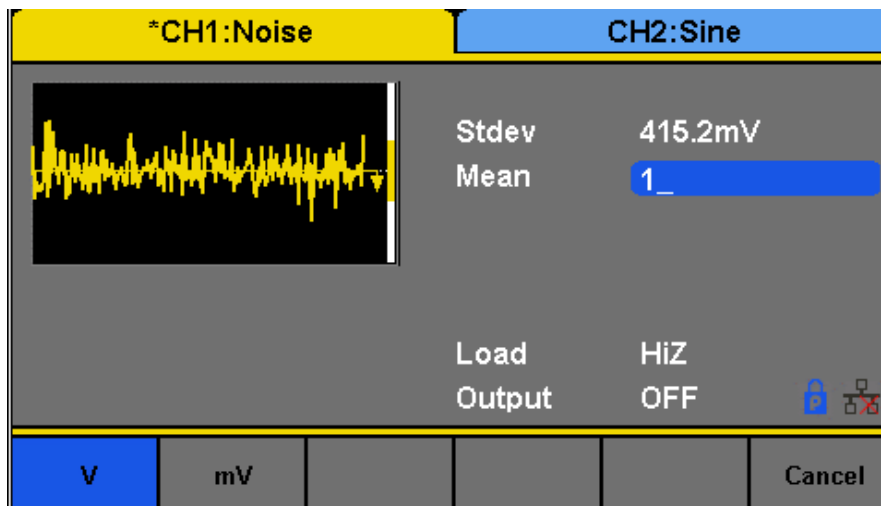 *CH1:Noise CH2:Sine
Stdev 415.2mV
Mean 1_
Load HiZ
Output OFF P
V mV Cancel